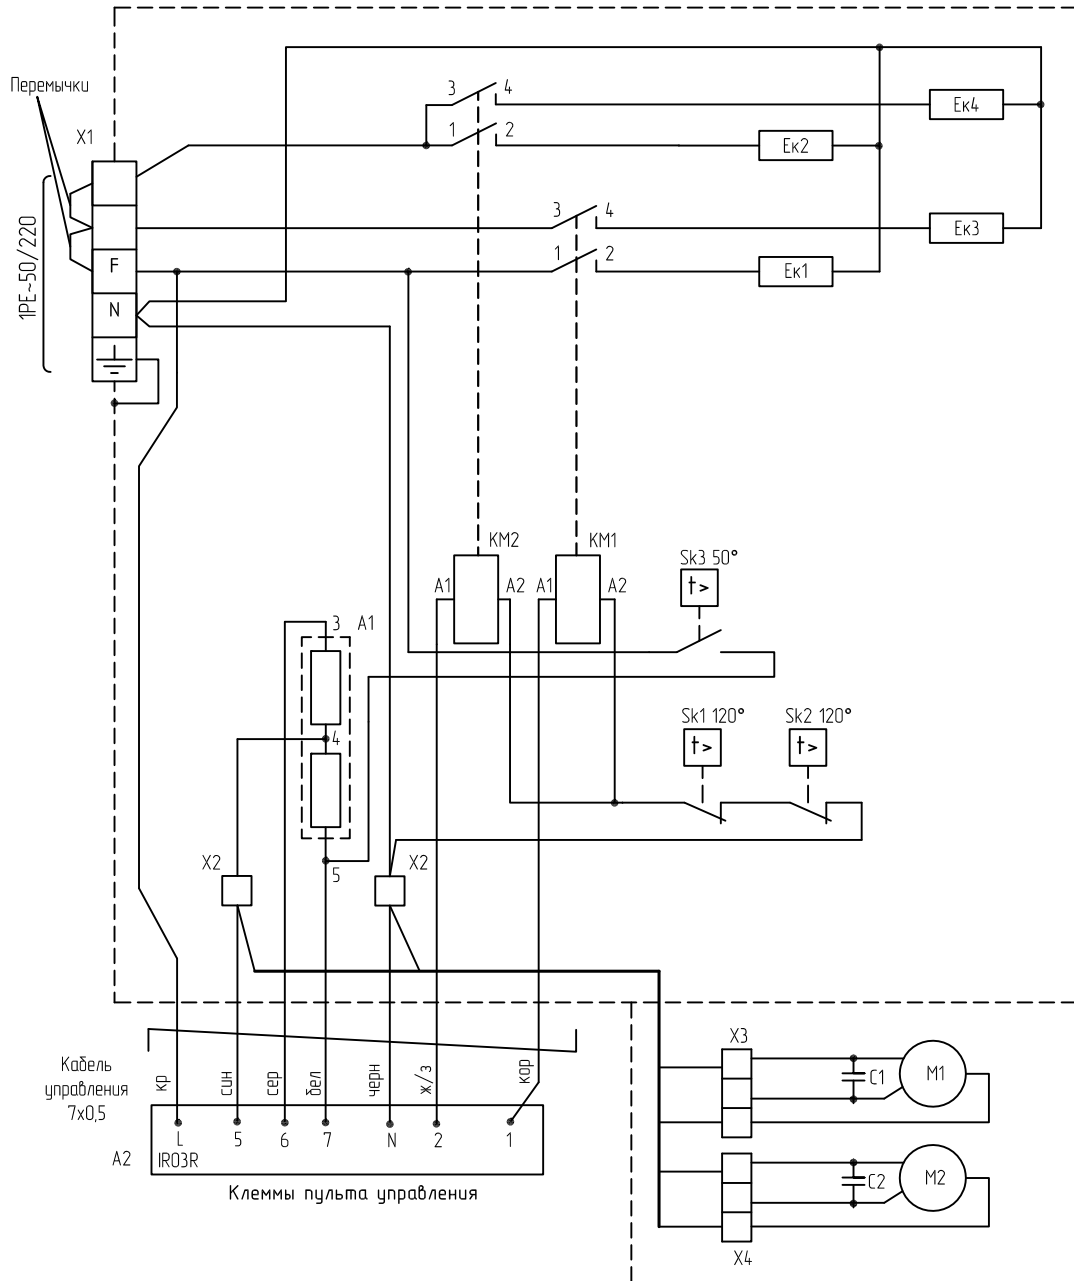 Перемычки
X1
1PE~50/220
F
N
3
4
1
2
Ек4
Ек2
3
4
1
2
Ек3
Ек1
КМ2
КМ1
A1
A2
A1
A2
Sk3 50°
t>
3
A1
4
5
Sk1 120°
Sk2 120°
t>
t>
X2
X2
Кабель
управления
7х0,5
кр
син
сер
бел
черн
ж/з
кор
L
5
6
7
N
2
1
A2
IR03R
Клеммы пульта управления
X3
C1
M1
C2
M2
X4